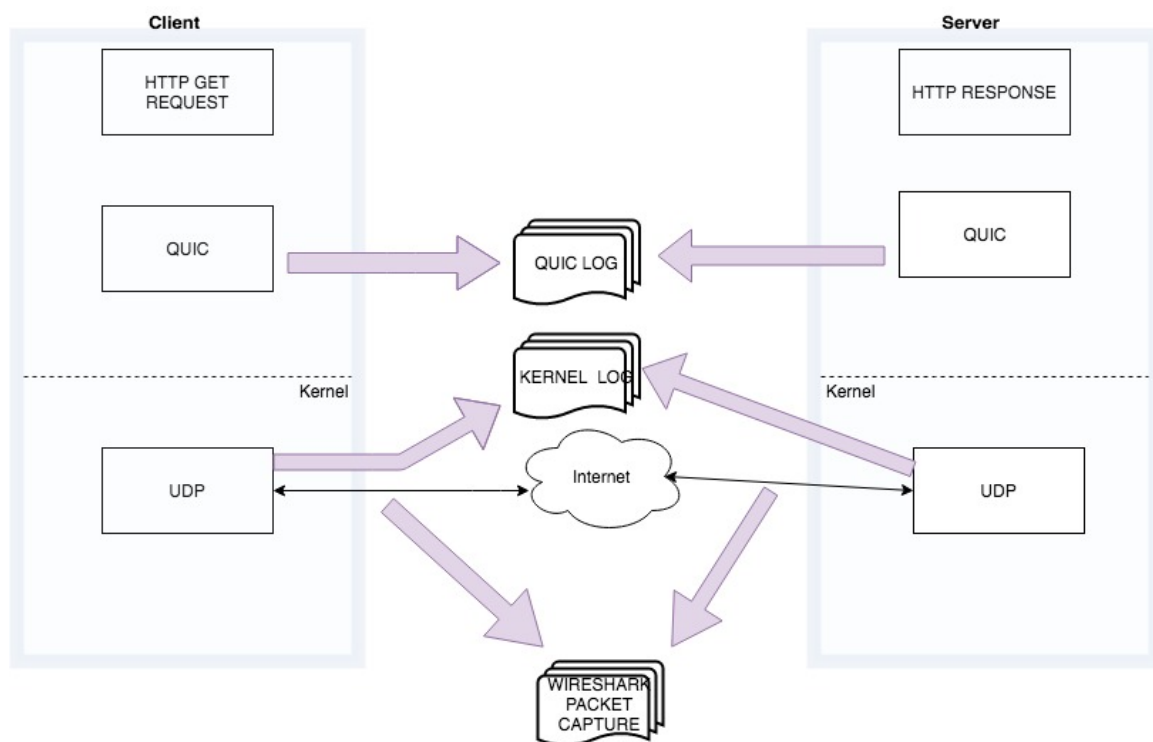 Client
Server
HTTP GET
REQUEST
HTTP RESPONSE
QUIC
QUIC LOG
QUIC
KERNEL LOG
Kernel
Kernel
UDP
Internet
UDP
WIRESHARK
PACKET
CAPTURE